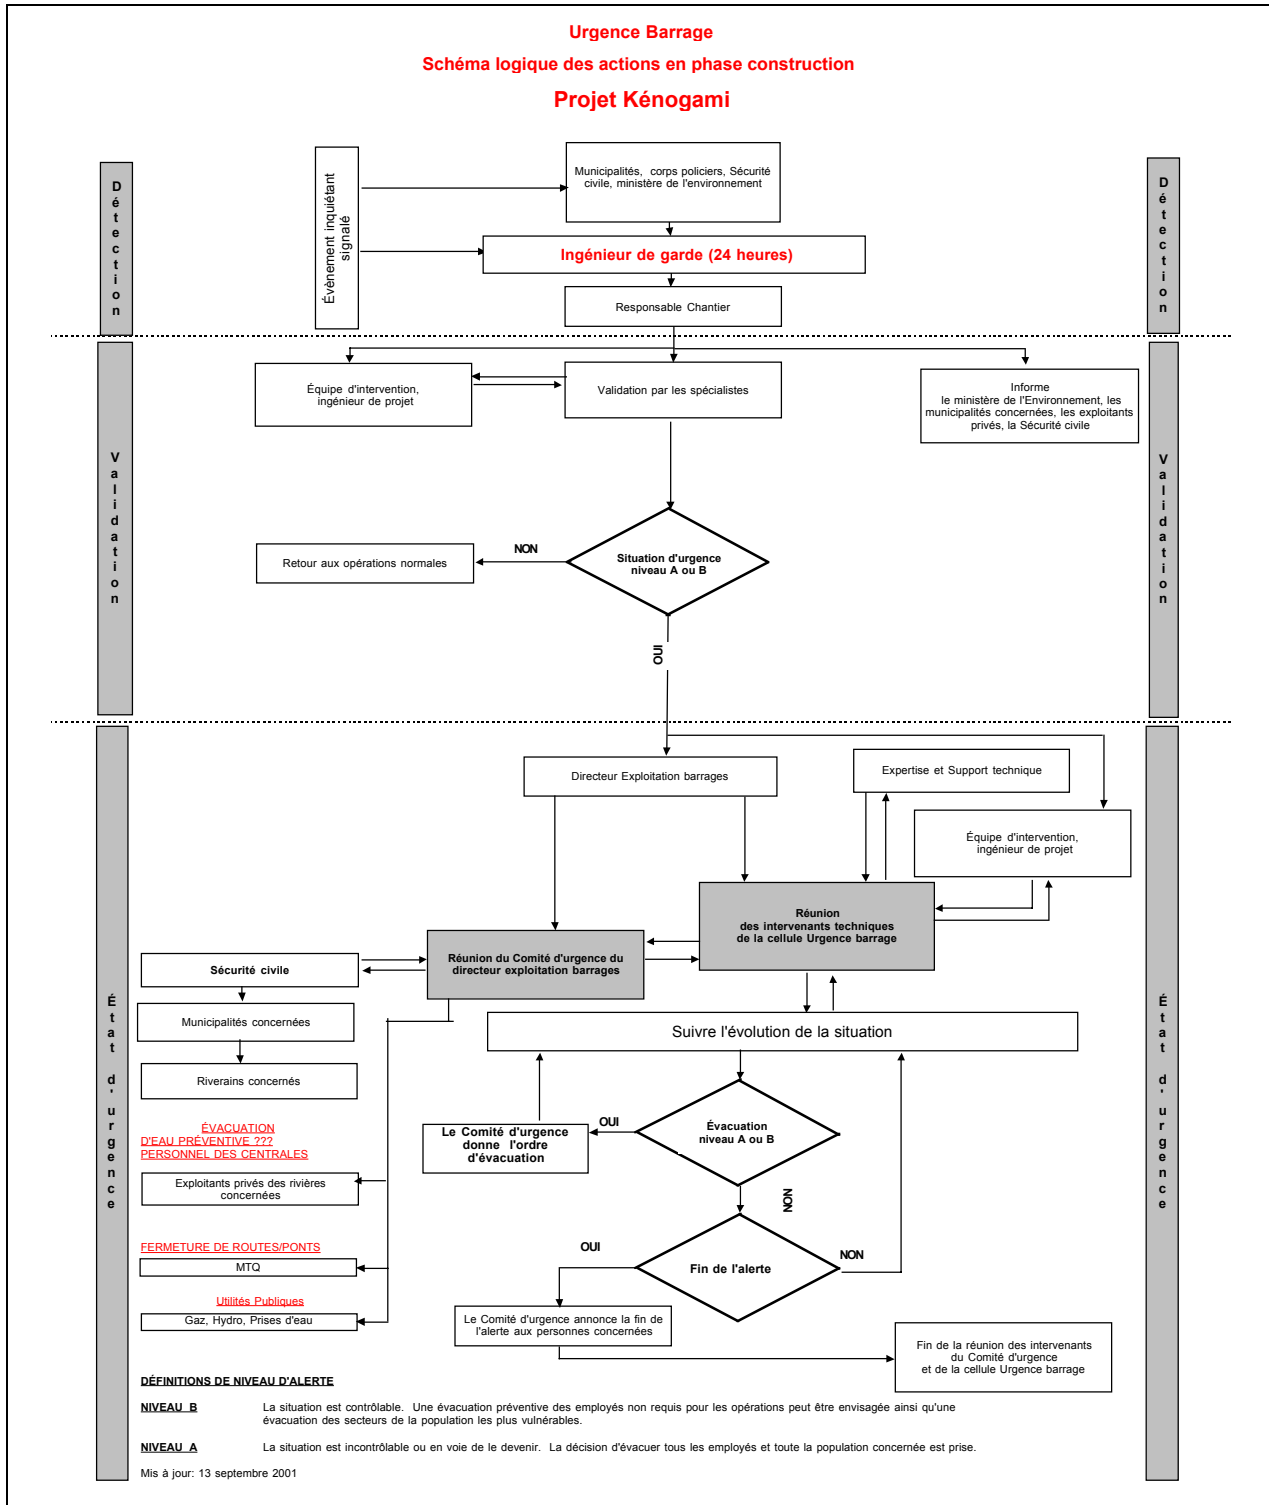 Urgence Barrage
Schéma logique des actions en phase construction
Projet Kénogami
Détection
Détection
Évènement inquiétant
signalé
Municipalités, corps policiers, Sécurité
civile, ministère de l'environnement
Ingénieur de garde (24 heures)
Responsable Chantier
Validation
Validation
Équipe d'intervention,
ingénieur de projet
Validation par les spécialistes
Informe
le ministère de l'Environnement, les
municipalités concernées, les exploitants
privés, la Sécurité civile
Situation d'urgence
niveau A ou B
NON
Retour aux opérations normales
OUI
État d'urgence
État d'urgence
Directeur Exploitation barrages
Expertise et Support technique
Équipe d'intervention,
ingénieur de projet
Réunion
des intervenants techniques
de la cellule Urgence barrage
Réunion du Comité d'urgence du
directeur exploitation barrages
Sécurité civile
Municipalités concernées
Riverains concernés
Suivre l'évolution de la situation
Évacuation
niveau A ou B
OUI
Le Comité d'urgence
donne l'ordre
d'évacuation
NON
ÉVACUATION
D'EAU PRÉVENTIVE ???
PERSONNEL DES CENTRALES
Exploitants privés des rivières
concernées
FERMETURE DE ROUTES/PONTS
MTQ
Utilités Publiques
Gaz, Hydro, Prises d'eau
OUI
Fin de l'alerte
NON
Le Comité d'urgence annonce la fin de
l'alerte aux personnes concernées
Fin de la réunion des intervenants
du Comité d'urgence
et de la cellule Urgence barrage
DÉFINITIONS DE NIVEAU D'ALERTE
NIVEAU B La situation est contrôlable. Une évacuation préventive des employés non requis pour les opérations peut être envisagée ainsi qu'une
évacuation des secteurs de la population les plus vulnérables.
NIVEAU A La situation est incontrôlable ou en voie de le devenir. La décision d'évacuer tous les employés et toute la population concernée est prise.
Mis à jour: 13 septembre 2001